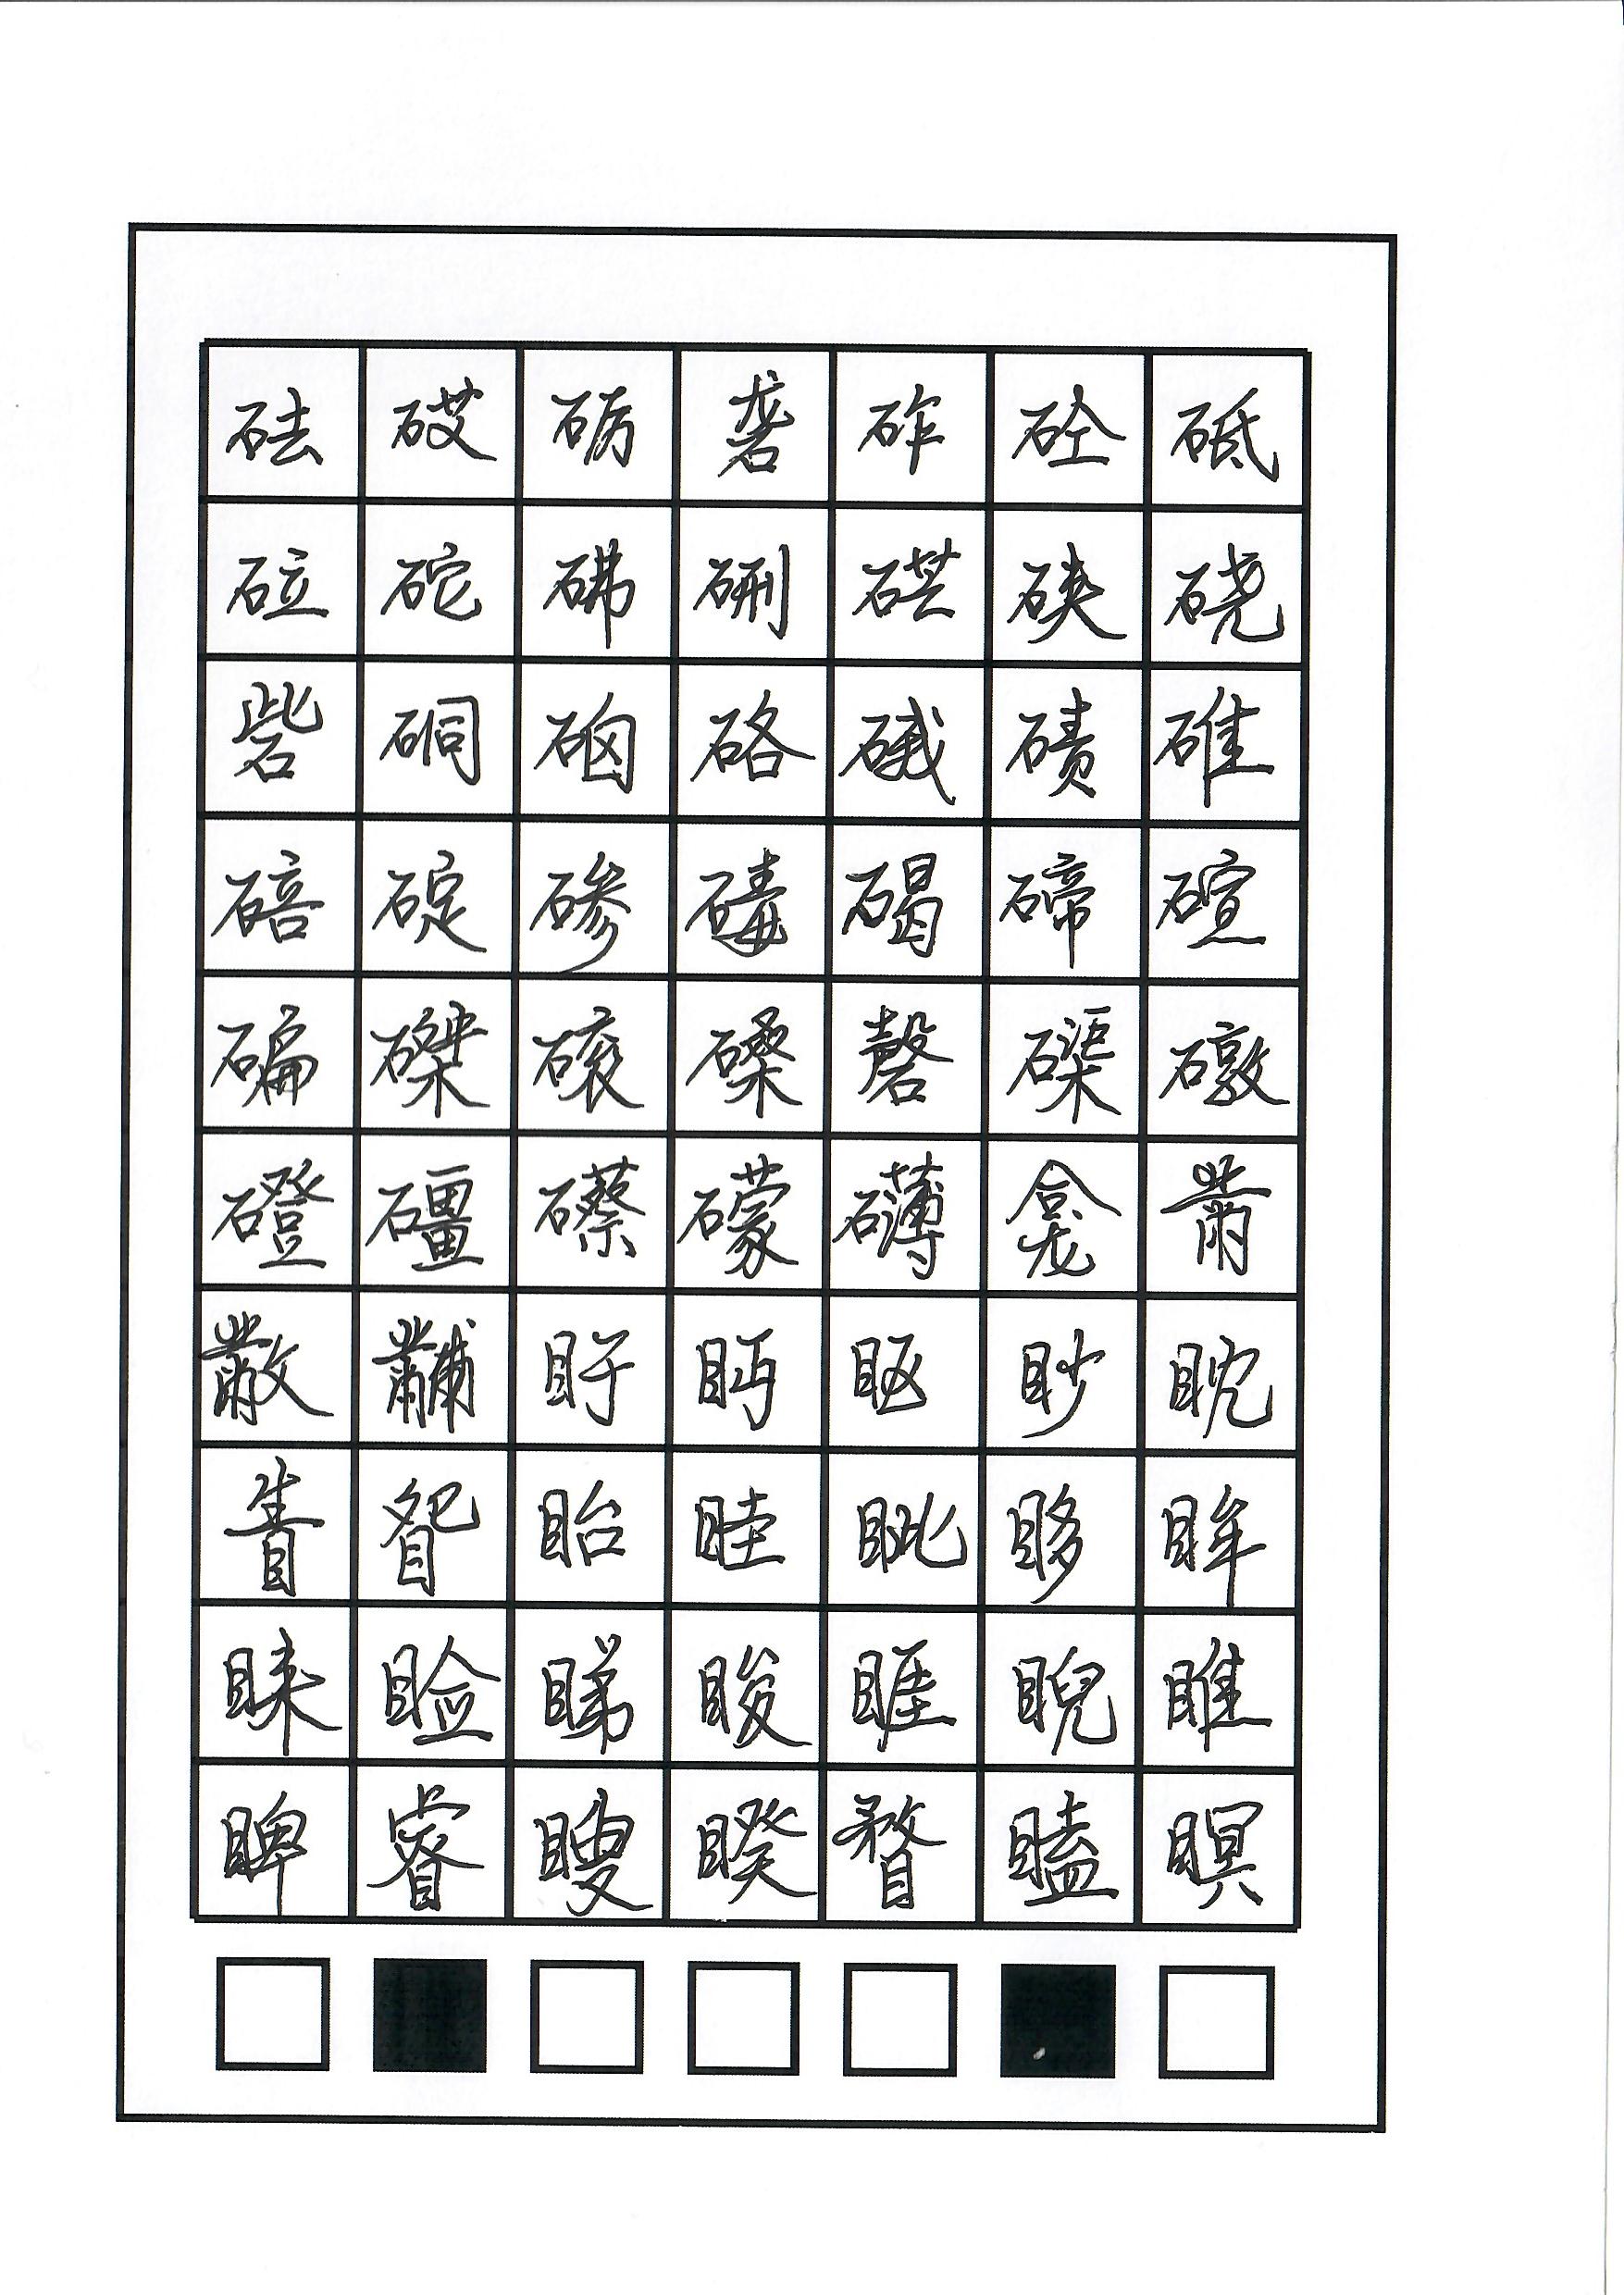 砝砹砺砻砟砼砥
砬砣砩硎硭硖硗
砦硐硇硌硪碛碓
碚碇碜碡碣碲碹
碥磔磙磉磬磲礅
磴礓礤礞礴龛黹
黻黼盱眄眍眇眈
眚眢眙眭眦眵眸
睐睑睇睃睚睨睢
睥睿瞍睽瞀瞌瞑